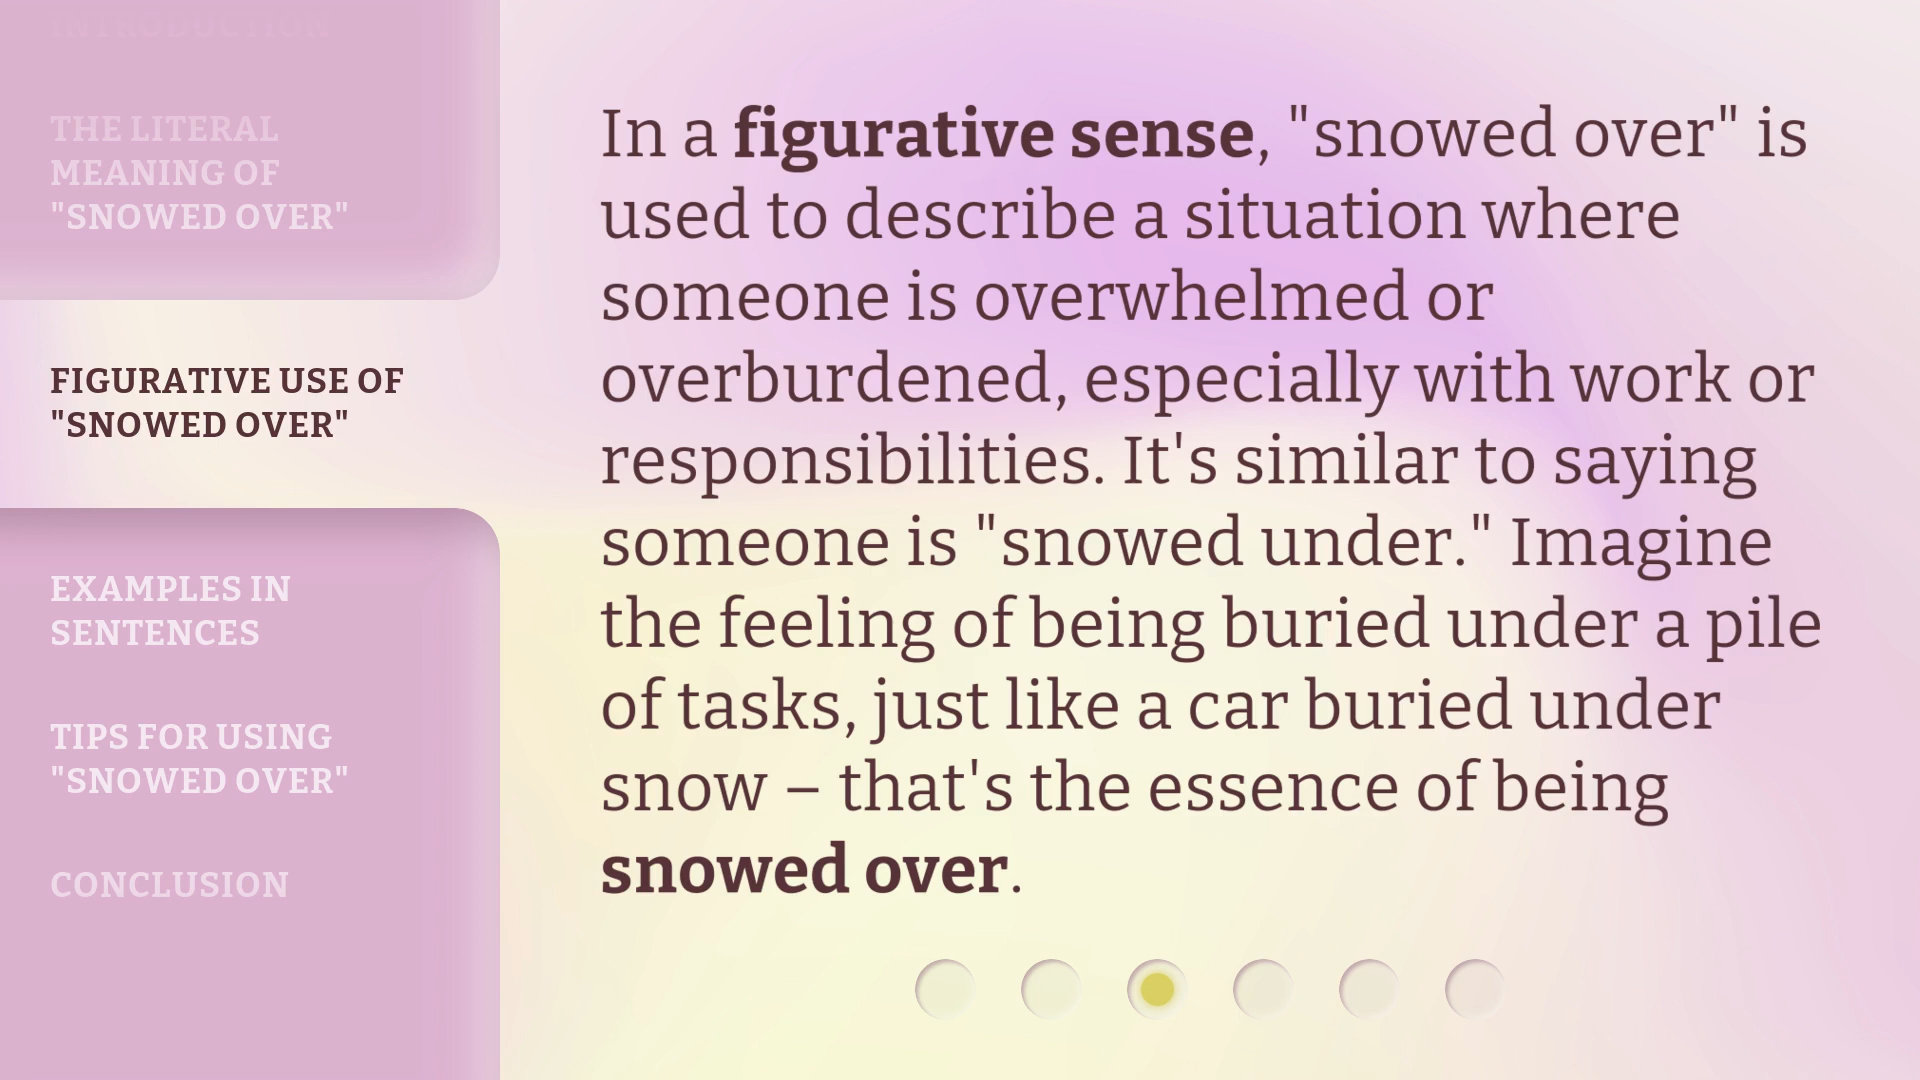 INTRODUCTION
THE LITERAL
MEANING OF
"SNOWED OVER"
FIGURATIVE USE OF
"SNOWED OVER"
EXAMPLES IN
SENTENCES
TIPS FOR USING
"SNOWED OVER"
CONCLUSION
In a figurative sense, "snowed over" is
used to describe a situation where
someone is overwhelmed or
overburdened, especially with work or
responsibilities. It's similar to saying
someone is "snowed under." Imagine
the feeling of being buried under a pile
of tasks, just like a car buried under
snow – that's the essence of being
snowed over.